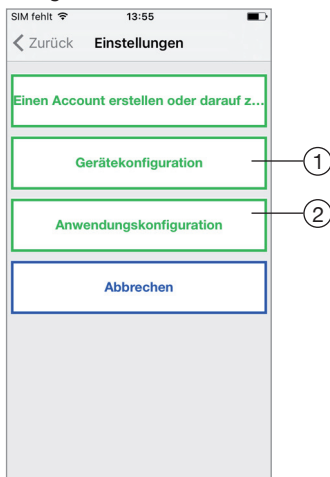 SIM fehlt 13:55
Zurück Einstellungen
Einen Account erstellen oder darauf z...
Gerätekonfiguration 1
Anwendungskonfiguration 2
Abbrechen